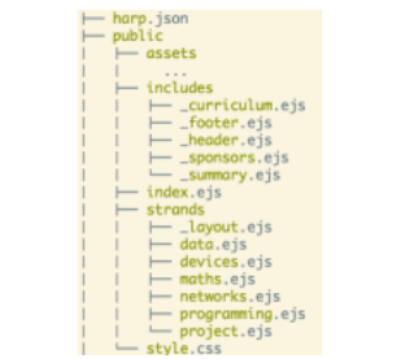 ├── harp.json
├── public
│   ├── assets
│   │   ...
│   ├── includes
│   │   ├── _curriculum.ejs
│   │   ├── _footer.ejs
│   │   ├── _header.ejs
│   │   ├── _sponsors.ejs
│   │   └── _summary.ejs
│   ├── index.ejs
│   ├── strands
│   │   ├── _layout.ejs
│   │   ├── data.ejs
│   │   ├── devices.ejs
│   │   ├── maths.ejs
│   │   ├── networks.ejs
│   │   ├── programming.ejs
│   │   └── project.ejs
│   └── style.css